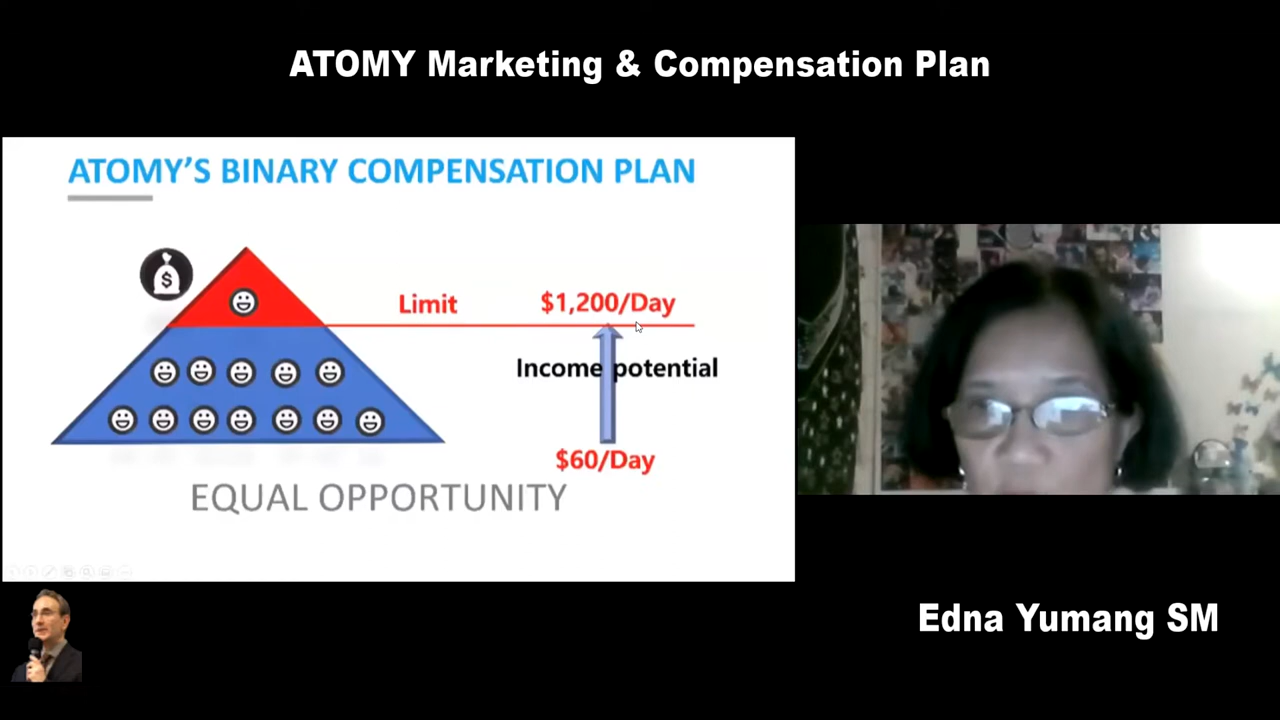 ATOMY Marketing & Compensation Plan
ATOMY'S BINARY COMPENSATION PLAN
$
Limit $1,200/Day
Income potential
$60/Day
EQUAL OPPORTUNITY
Edna Yumang SM